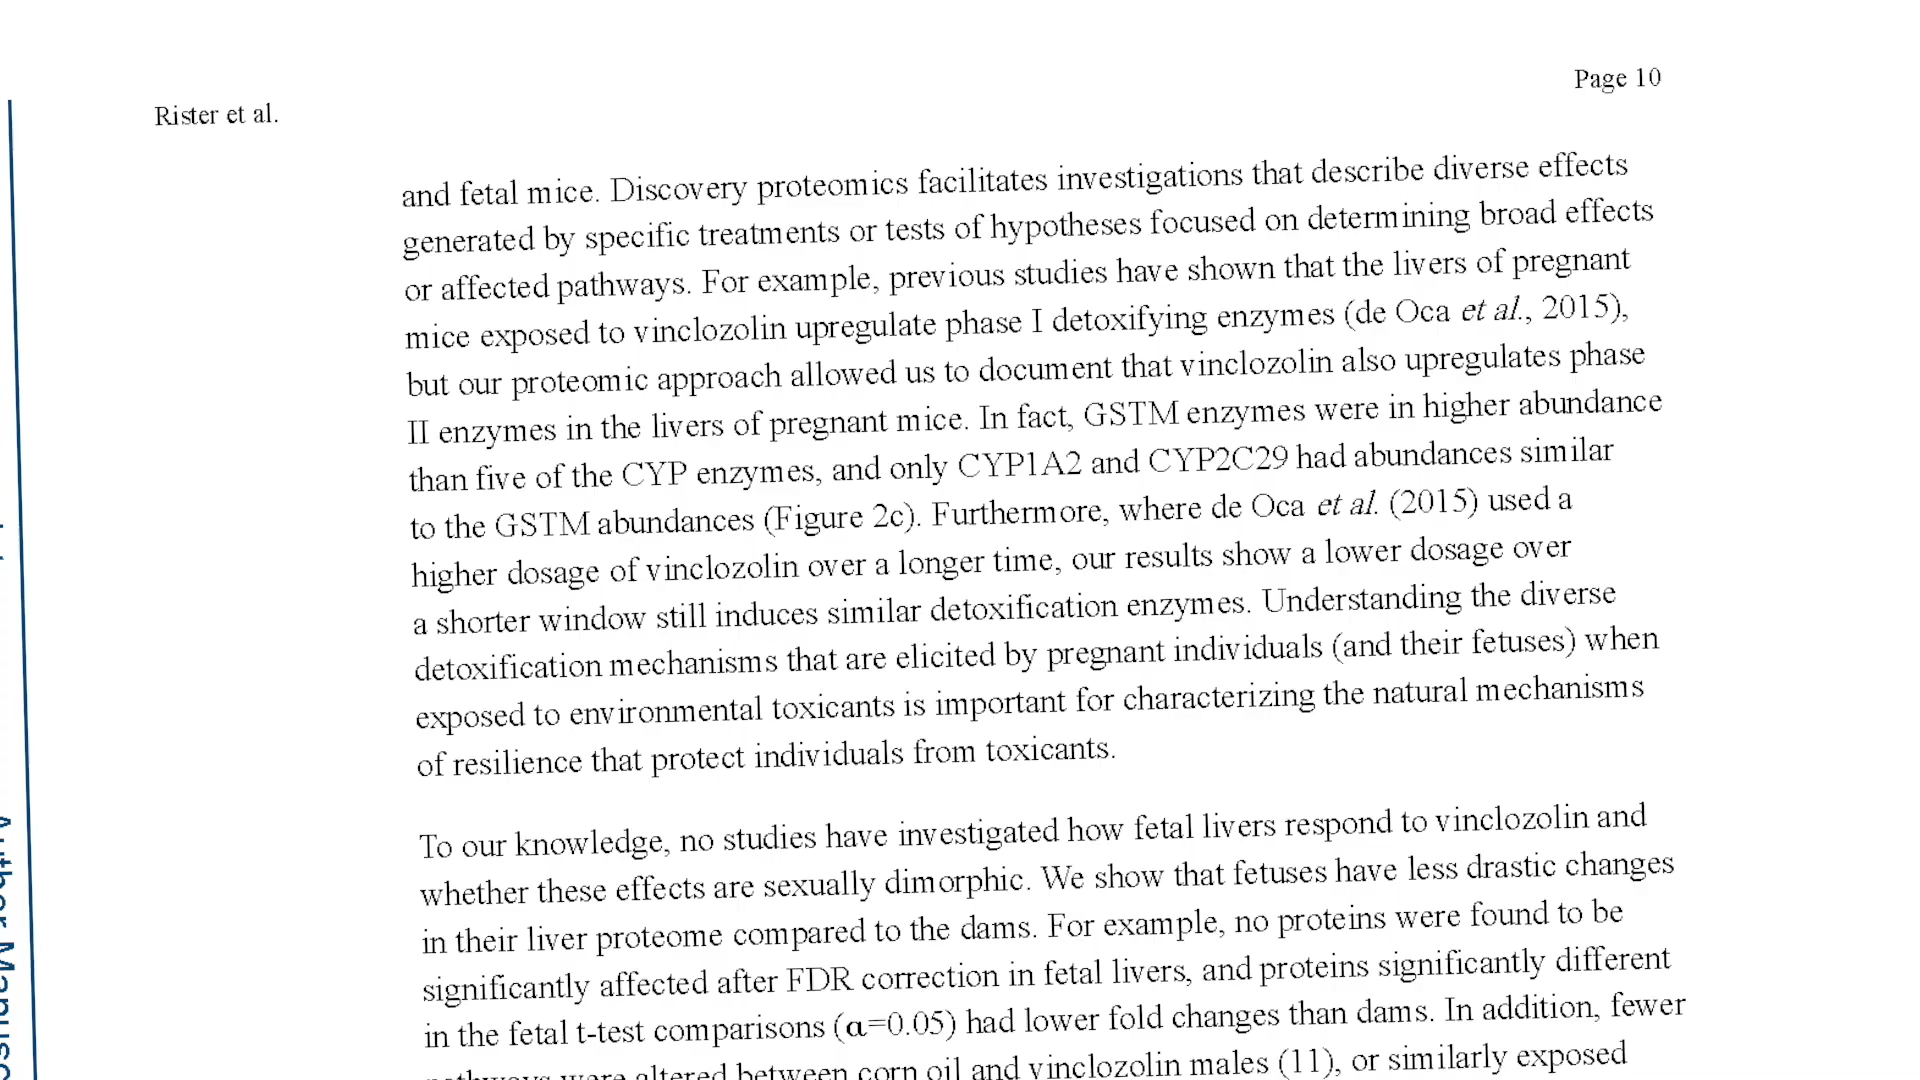 Page 10
Rister et al.
and fetal mice. Discovery proteomics facilitates investigations that describe diverse effects
generated by specific treatments or tests of hypotheses focused on determining broad effects
or affected pathways. For example, previous studies have shown that the livers of pregnant
mice exposed to vinclozolin upregulate phase I detoxifying enzymes (de Oca et al., 2015),
but our proteomic approach allowed us to document that vinclozolin also upregulates phase
II enzymes in the livers of pregnant mice. In fact, GSTM enzymes were in higher abundance
than five of the CYP enzymes, and only CYP1A2 and CYP2C29 had abundances similar
to the GSTM abundances (Figure 2c). Furthermore, where de Oca et al. (2015) used a
higher dosage of vinclozolin over a longer time, our results show a lower dosage over
a shorter window still induces similar detoxification enzymes. Understanding the diverse
detoxification mechanisms that are elicited by pregnant individuals (and their fetuses) when
exposed to environmental toxicants is important for characterizing the natural mechanisms
of resilience that protect individuals from toxicants.
To our knowledge, no studies have investigated how fetal livers respond to vinclozolin and
whether these effects are sexually dimorphic. We show that fetuses have less drastic changes
in their liver proteome compared to the dams. For example, no proteins were found to be
significantly affected after FDR correction in fetal livers, and proteins significantly different
in the fetal t-test comparisons (α=0.05) had lower fold changes than dams. In addition, fewer
pathways were altered between corn oil and vinclozolin males (11), or similarly exposed
Author Manusc